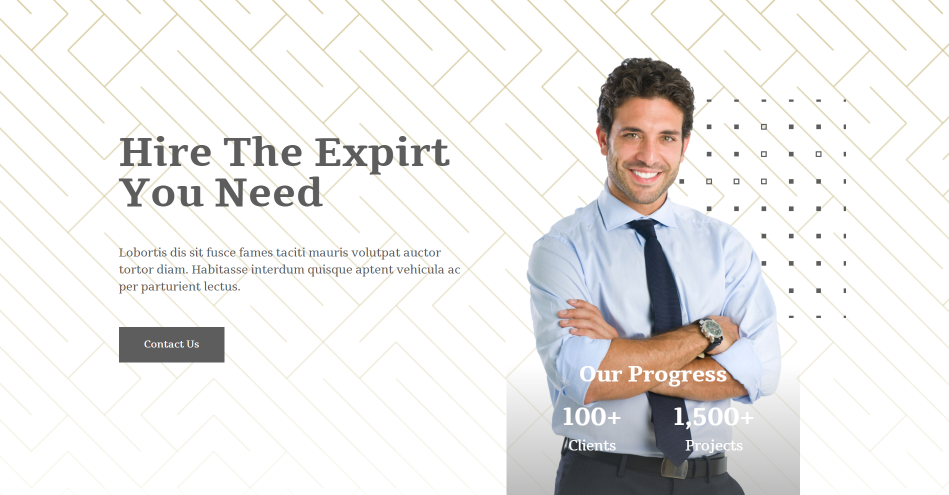 Hire The Expirt
You Need
Lobortis dis sit fusce fames taciti mauris volutpat auctor
tortor diam. Habitasse interdum quisque aptent vehicula ac
per parturient lectus.
Contact Us
Our Progress
100+ 1,500+
Clients Projects